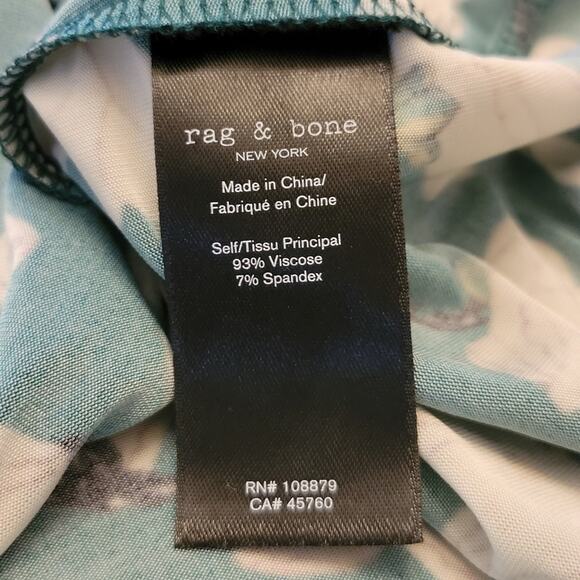 rag & bone
NEW YORK
Made in China/
Fabriqué en Chine
Self/Tissu Principal
93% Viscose
7% Spandex
RN# 108879
CA# 45760